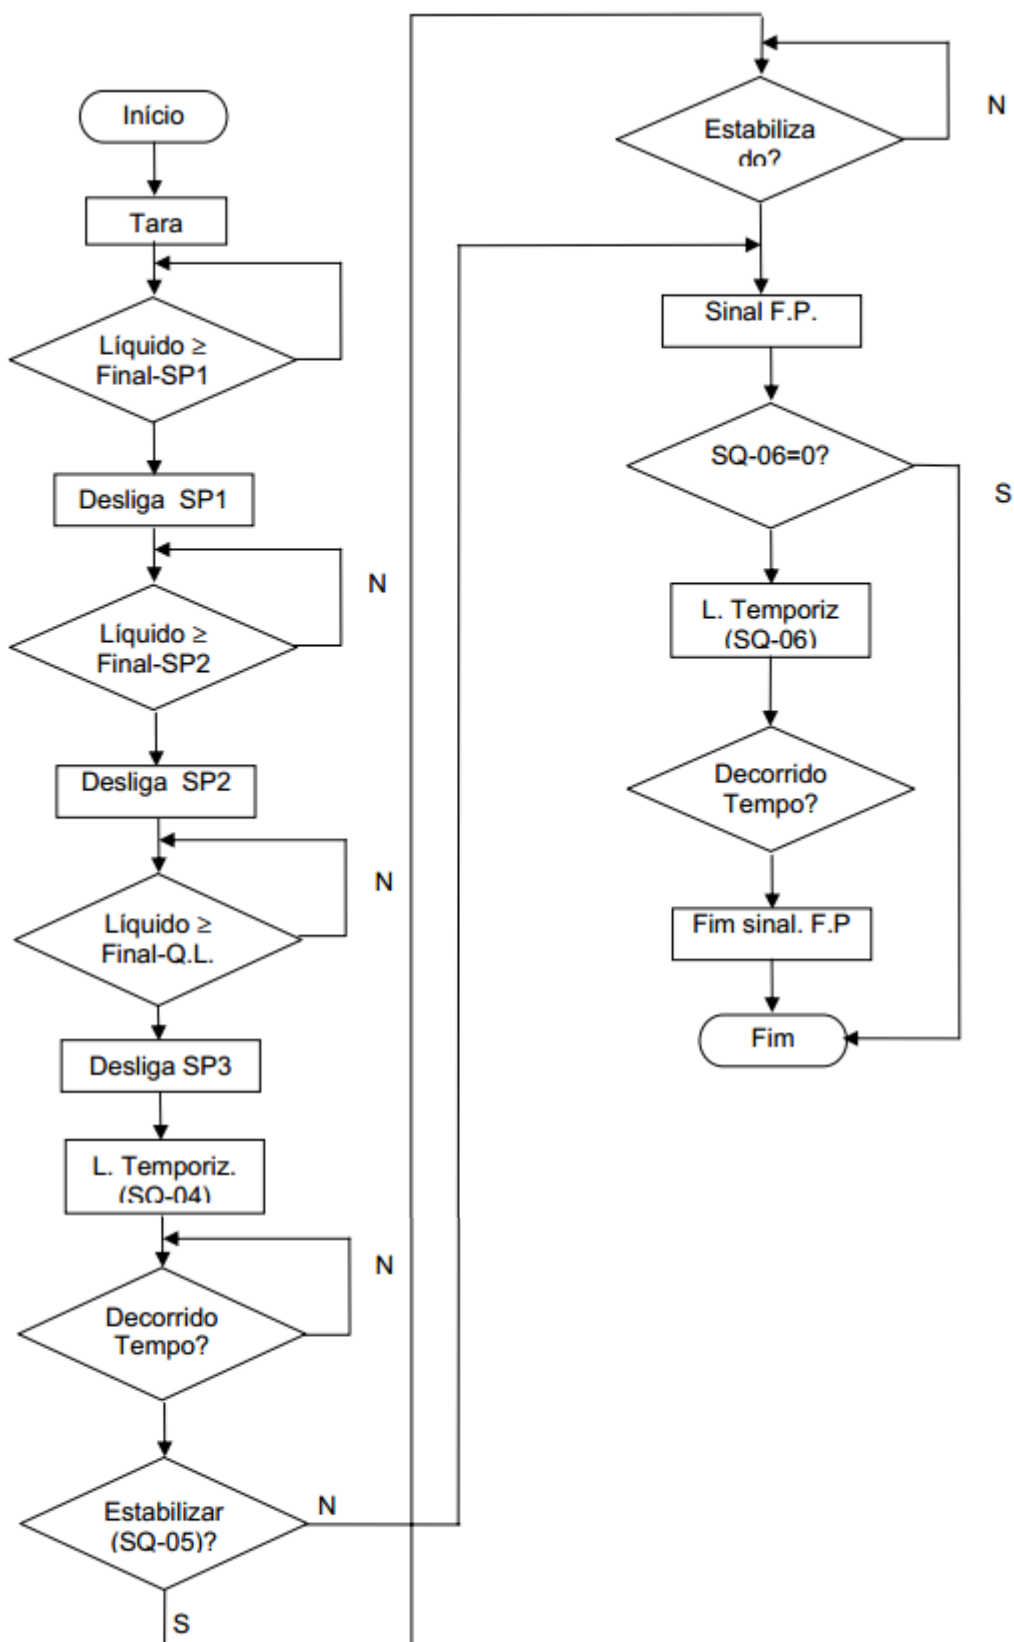 Início
Tara
Líquido ≥
Final-SP1
Desliga SP1
N
Líquido ≥
Final-SP2
Desliga SP2
N
Líquido ≥
Final-Q.L.
Desliga SP3
L. Temporiz.
(SQ-04)
N
Decorrido
Tempo?
Estabilizar
(SQ-05)?
N
S
N
Estabiliza
do?
Sinal F.P.
SQ-06=0?
S
L. Temporiz
(SQ-06)
Decorrido
Tempo?
Fim sinal. F.P
Fim